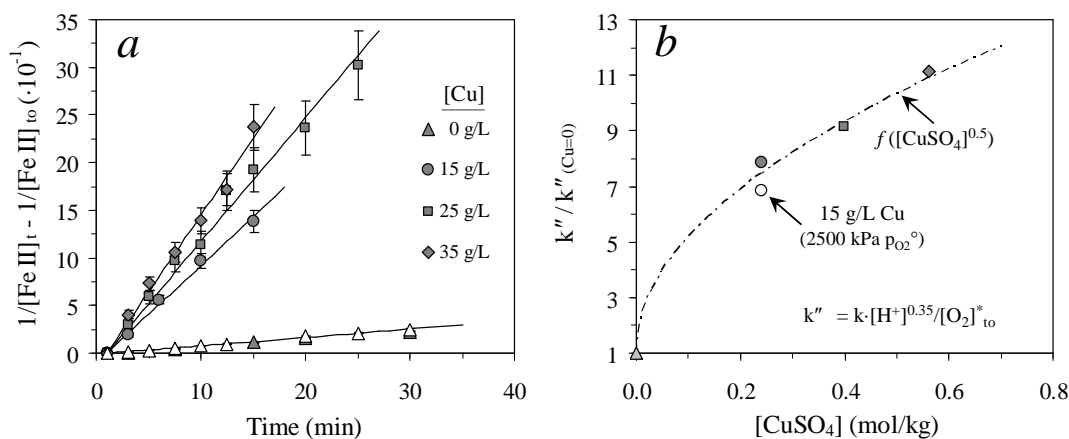 a
1/[Fe II]t - 1/[Fe II]to (·10⁻¹)
35
30
25
20
15
10
5
0
[Cu]
0 g/L
15 g/L
25 g/L
35 g/L
0 10 20 30 40
Time (min)
b
k″/ k″(Cu=0)
13
11
9
7
5
3
1
f ([CuSO4]^0.5)
15 g/L Cu
(2500 kPa pO2°)
k″ = k·[H⁺]^0.35/[O2]*to
0.0 0.2 0.4 0.6 0.8
[CuSO4] (mol/kg)